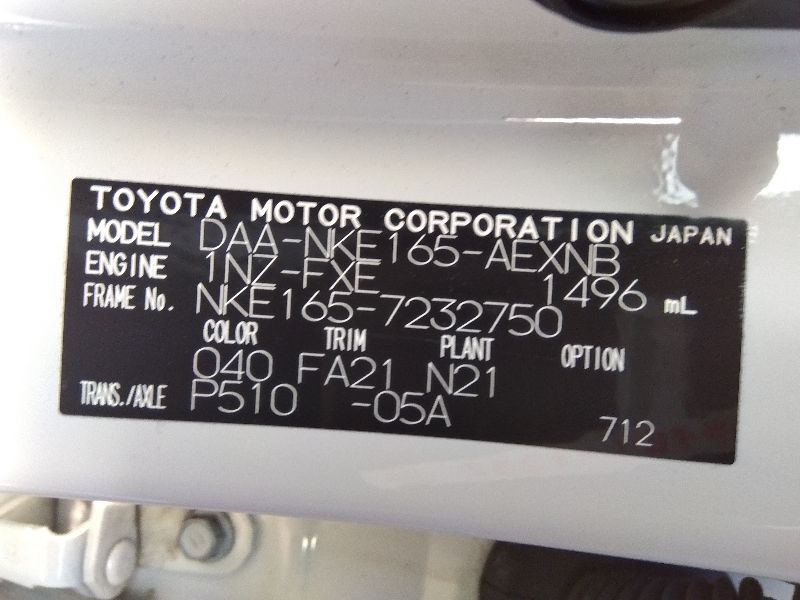 TOYOTA MOTOR CORPORATION JAPAN
MODEL DAA-NKE165-AEXNB
ENGINE 1NZ-FXE 1496 mL
FRAME No. NKE165-7232750
COLOR TRIM PLANT OPTION
040 FA21 N21
TRANS./AXLE P510 -05A
712